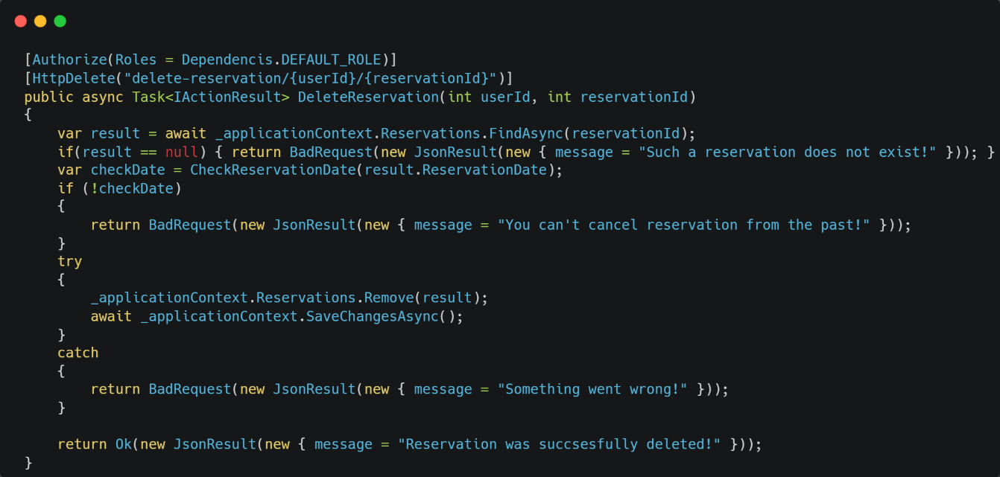 [Authorize(Roles = Dependencis.DEFAULT_ROLE)]
[HttpDelete("delete-reservation/{userId}/{reservationId}")]
public async Task<IActionResult> DeleteReservation(int userId, int reservationId)
{
    var result = await _applicationContext.Reservations.FindAsync(reservationId);
    if(result == null) { return BadRequest(new JsonResult(new { message = "Such a reservation does not exist!" })); }
    var checkDate = CheckReservationDate(result.ReservationDate);
    if (!checkDate)
    {
        return BadRequest(new JsonResult(new { message = "You can't cancel reservation from the past!" }));
    }
    try
    {
        _applicationContext.Reservations.Remove(result);
        await _applicationContext.SaveChangesAsync();
    }
    catch
    {
        return BadRequest(new JsonResult(new { message = "Something went wrong!" }));
    }

    return Ok(new JsonResult(new { message = "Reservation was succsesfully deleted!" }));
}